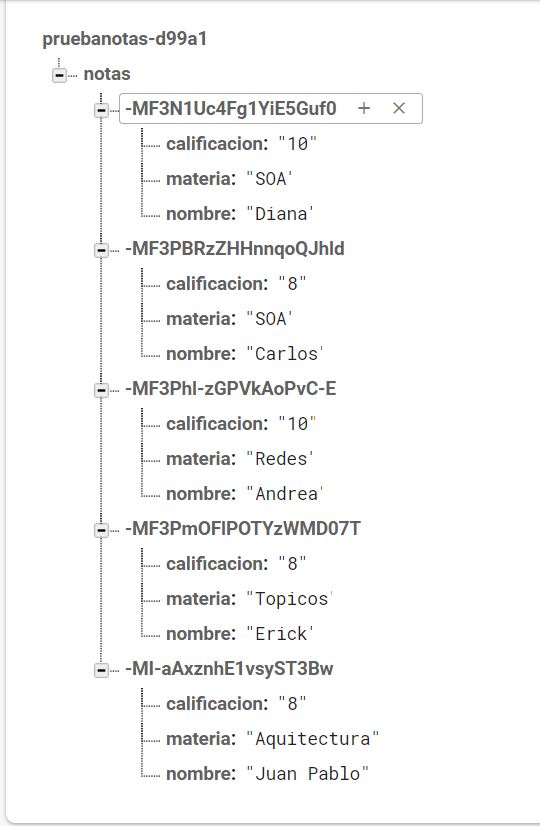 pruebanotas-d99a1
notas
-MF3N1Uc4Fg1YiE5Guf0 + ×
calificacion: "10"
materia: "SOA"
nombre: "Diana"
-MF3PBRzZHHnnqoQJhId
calificacion: "8"
materia: "SOA"
nombre: "Carlos"
-MF3PhI-zGPVkAoPvC-E
calificacion: "10"
materia: "Redes"
nombre: "Andrea"
-MF3PmOFIPOTYzWMD07T
calificacion: "8"
materia: "Topicos"
nombre: "Erick"
-MI-aAxznhE1vsyST3Bw
calificacion: "8"
materia: "Aquitectura"
nombre: "Juan Pablo"